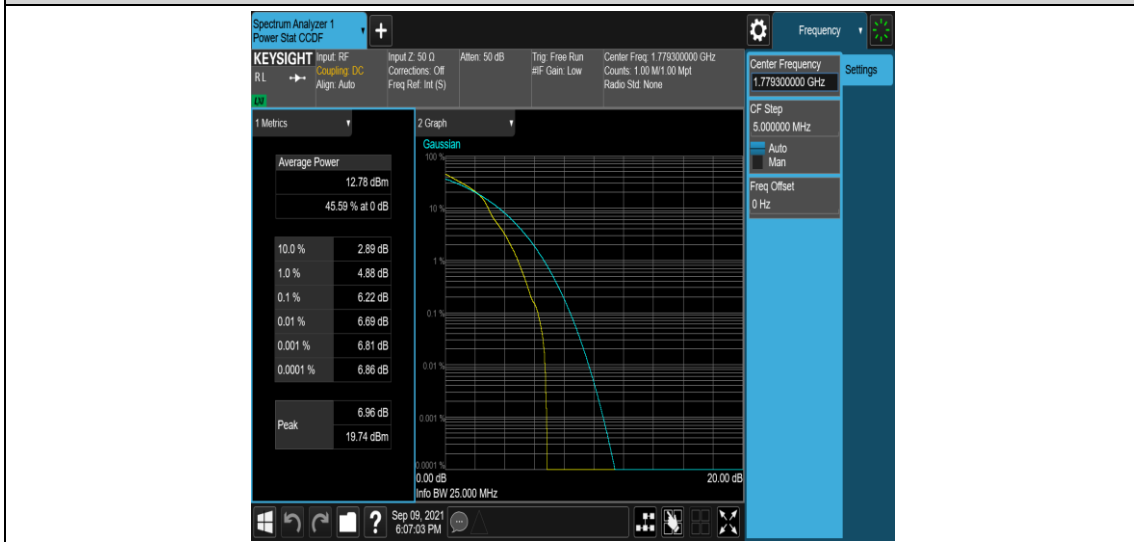 Spectrum Analyzer 1
Power Stat CCDF
+
Frequency
KEYSIGHT
RL
LXI
Input: RF
Coupling: DC
Align: Auto
Input Z: 50 Ω
Corrections: Off
Freq Ref: Int (S)
Atten: 50 dB
Trig: Free Run
#IF Gain: Low
Center Freq: 1.779300000 GHz
Counts: 1.00 M/1.00 Mpt
Radio Std: None
Center Frequency
1.779300000 GHz
Settings
CF Step
5.000000 MHz
Auto
Man
Freq Offset
0 Hz
1 Metrics
Average Power
12.78 dBm
45.59 % at 0 dB
10.0 % 2.89 dB
1.0 % 4.88 dB
0.1 % 6.22 dB
0.01 % 6.69 dB
0.001 % 6.81 dB
0.0001 % 6.86 dB
Peak 6.96 dB
19.74 dBm
2 Graph
Gaussian
100 %
10 %
1 %
0.1 %
0.01 %
0.001 %
0.0001 %
0.00 dB 20.00 dB
Info BW 25.000 MHz
?
Sep 09, 2021
6:07:03 PM